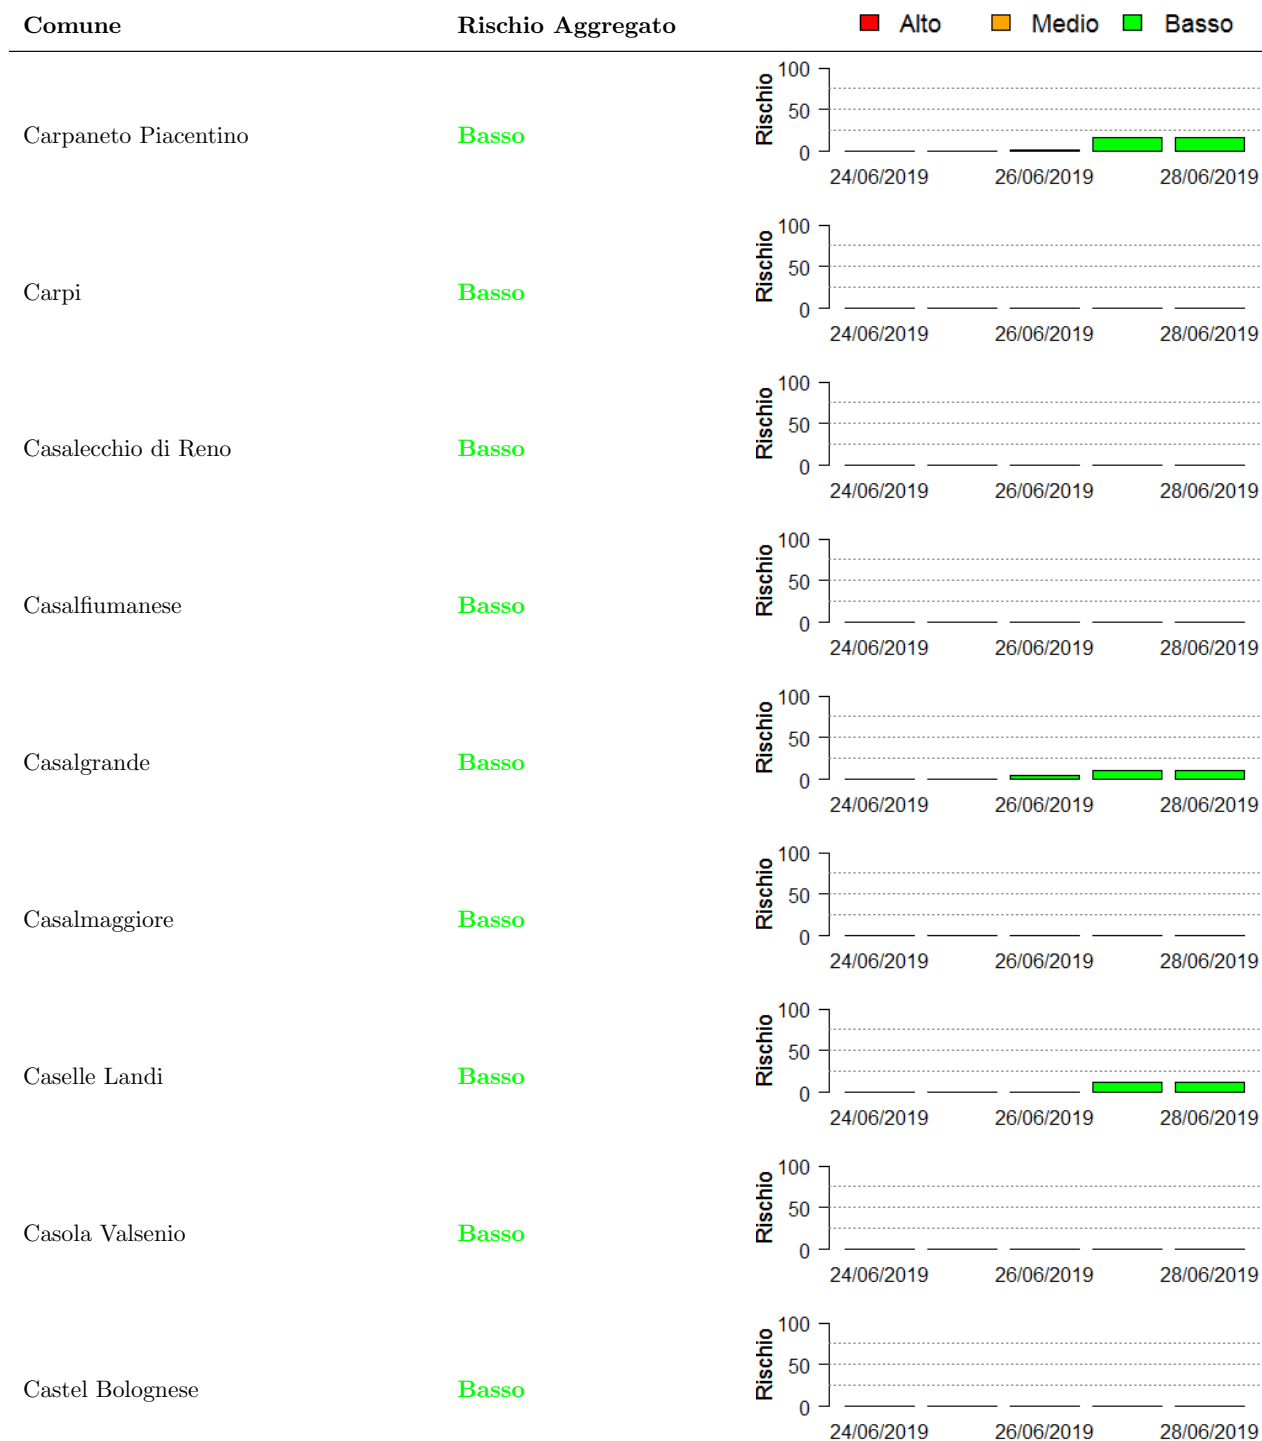 Comune Rischio Aggregato Alto Medio Basso
Carpaneto Piacentino Basso
Rischio
100
50
0
24/06/2019 26/06/2019 28/06/2019
Carpi Basso
Rischio
100
50
0
24/06/2019 26/06/2019 28/06/2019
Casalecchio di Reno Basso
Rischio
100
50
0
24/06/2019 26/06/2019 28/06/2019
Casalfiumanese Basso
Rischio
100
50
0
24/06/2019 26/06/2019 28/06/2019
Casalgrande Basso
Rischio
100
50
0
24/06/2019 26/06/2019 28/06/2019
Casalmaggiore Basso
Rischio
100
50
0
24/06/2019 26/06/2019 28/06/2019
Caselle Landi Basso
Rischio
100
50
0
24/06/2019 26/06/2019 28/06/2019
Casola Valsenio Basso
Rischio
100
50
0
24/06/2019 26/06/2019 28/06/2019
Castel Bolognese Basso
Rischio
100
50
0
24/06/2019 26/06/2019 28/06/2019